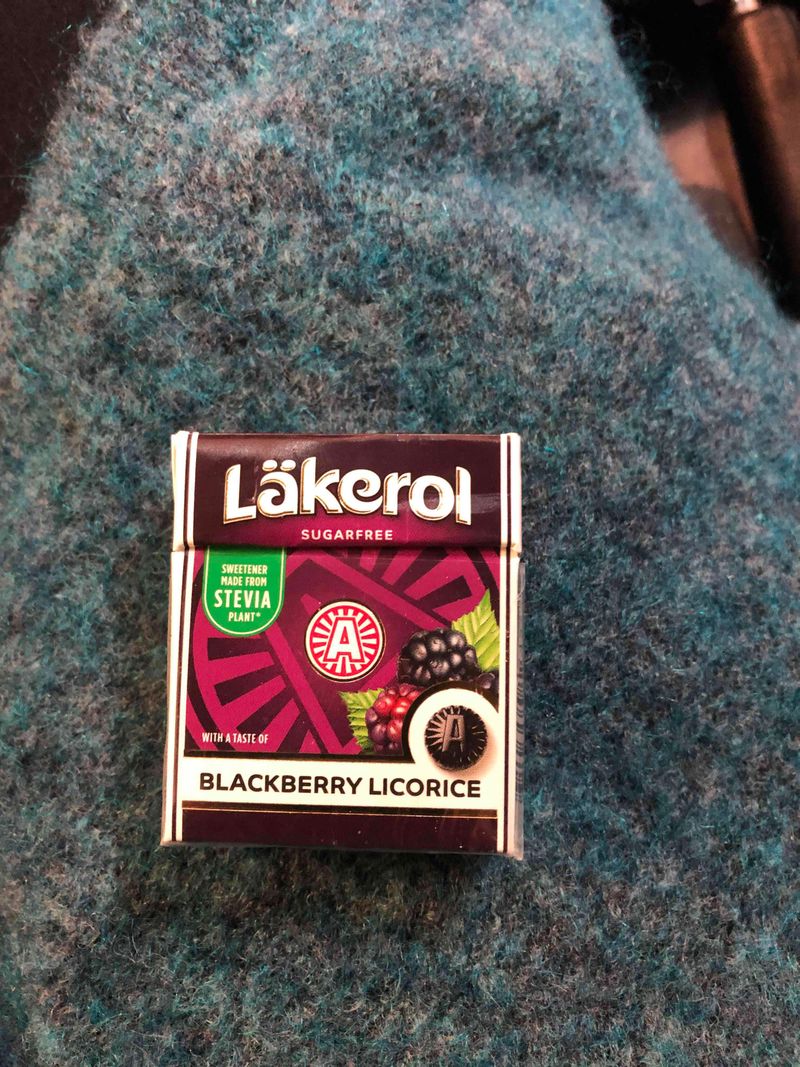 Läkerol
SUGARFREE
SWEETENER
MADE FROM
STEVIA
PLANT*
A
A
WITH A TASTE OF
BLACKBERRY LICORICE